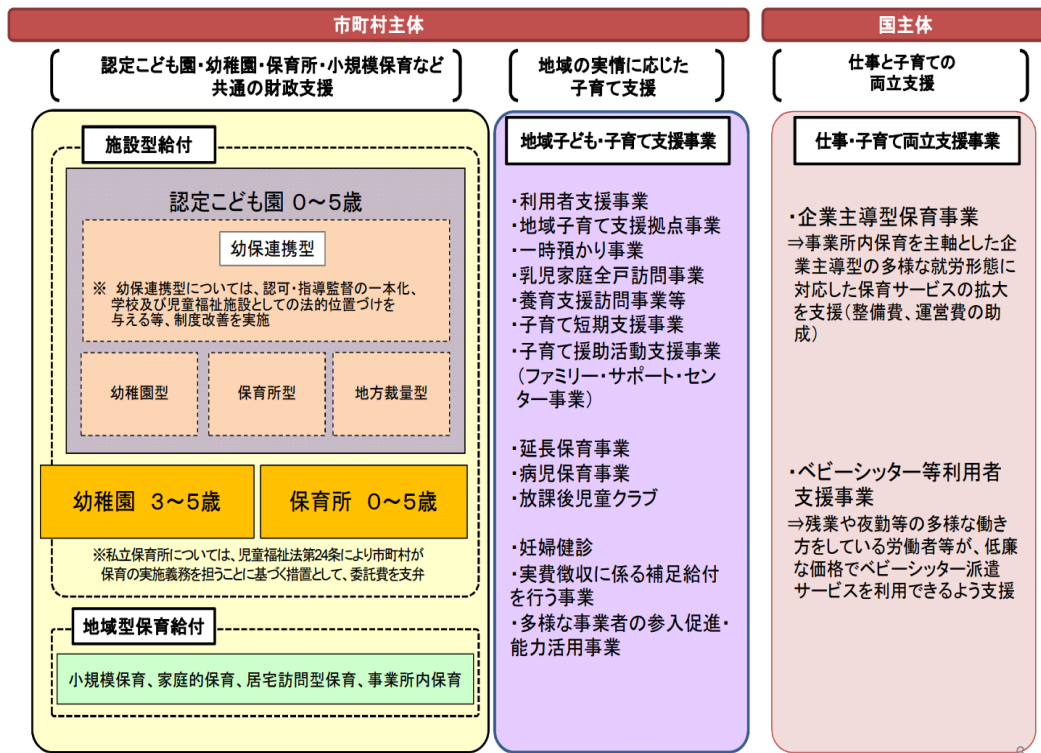 市町村主体
国主体
認定こども園・幼稚園・保育所・小規模保育など
共通の財政支援
地域の実情に応じた
子育て支援
仕事と子育ての
両立支援
施設型給付
認定こども園 0～5歳
幼保連携型
※ 幼保連携型については、認可・指導監督の一本化、
学校及び児童福祉施設としての法的位置づけを
与える等、制度改善を実施
幼稚園型
保育所型
地方裁量型
幼稚園 3～5歳
保育所 0～5歳
※私立保育所については、児童福祉法第24条により市町村が
保育の実施義務を担うことに基づく措置として、委託費を支弁
地域型保育給付
小規模保育、家庭的保育、居宅訪問型保育、事業所内保育
地域子ども・子育て支援事業
・利用者支援事業
・地域子育て支援拠点事業
・一時預かり事業
・乳児家庭全戸訪問事業
・養育支援訪問事業等
・子育て短期支援事業
・子育て援助活動支援事業
（ファミリー・サポート・セン
ター事業）
・延長保育事業
・病児保育事業
・放課後児童クラブ
・妊婦健診
・実費徴収に係る補足給付
を行う事業
・多様な事業者の参入促進・
能力活用事業
仕事・子育て両立支援事業
・企業主導型保育事業
⇒事業所内保育を主軸とした企
業主導型の多様な就労形態に
対応した保育サービスの拡大
を支援（整備費、運営費の助
成）
・ベビーシッター等利用者
支援事業
⇒残業や夜勤等の多様な働き
方をしている労働者等が、低廉
な価格でベビーシッター派遣
サービスを利用できるよう支援